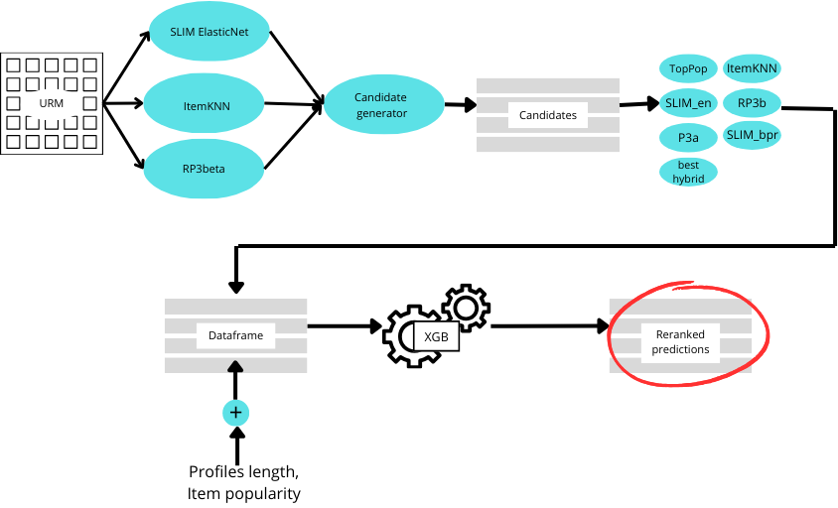 SLIM ElasticNet
URM
ItemKNN
RP3beta
Candidate
generator
Candidates
TopPop
ItemKNN
SLIM_en
RP3b
P3a
SLIM_bpr
best
hybrid
Dataframe
XGB
Reranked
predictions
+
Profiles length,
Item popularity